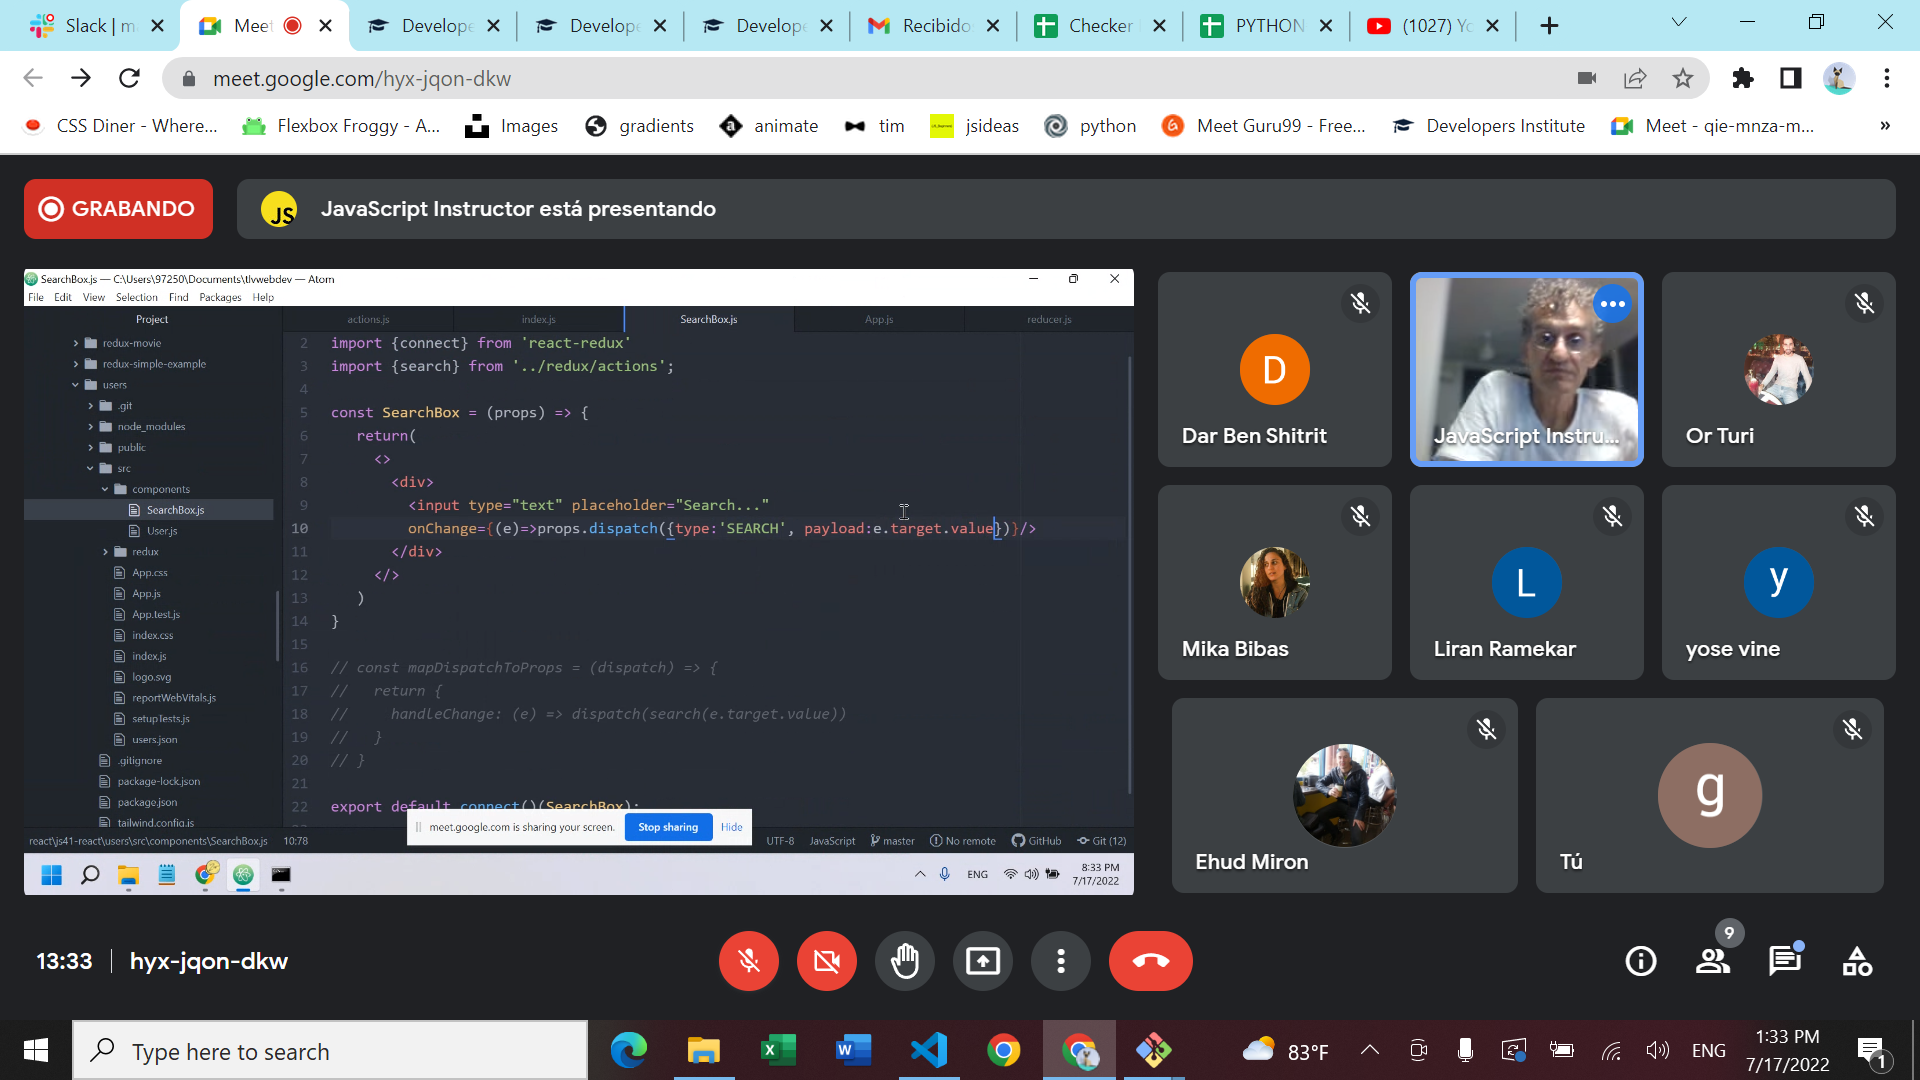 Slack | m
Meet
Develope
Develope
Develope
Recibido
Checker
PYTHON
(1027) Yo
meet.google.com/hyx-jqon-dkw
CSS Diner - Where...
Flexbox Froggy - A...
Images
gradients
animate
tim
jsideas
python
Meet Guru99 - Free...
Developers Institute
Meet - qie-mnza-m...
»
GRABANDO
JS
JavaScript Instructor está presentando
SearchBox.js — C:\Users\97250\Documents\tlvwebdev — Atom
File Edit View Selection Find Packages Help
Project
actions.js
index.js
SearchBox.js
App.js
reducer.js
redux-movie
redux-simple-example
users
.git
node_modules
public
src
components
SearchBox.js
User.js
redux
App.css
App.js
App.test.js
index.css
index.js
logo.svg
reportWebVitals.js
setupTests.js
users.json
.gitignore
package-lock.json
package.json
tailwind.config.js
2 import {connect} from 'react-redux'
3 import {search} from '../redux/actions';
4
5 const SearchBox = (props) => {
6 return(
7 <>
8 <div>
9 <input type="text" placeholder="Search..."
10 onChange={(e)=>props.dispatch({type:'SEARCH', payload:e.target.value})}/>
11 </div>
12 </>
13 )
14 }
15
16 // const mapDispatchToProps = (dispatch) => {
17 // return {
18 // handleChange: (e) => dispatch(search(e.target.value))
19 // }
20 // }
21
22 export default connect()(SearchBox);
meet.google.com is sharing your screen.
Stop sharing
Hide
react\js41-react\users\src\components\SearchBox.js 10:78
UTF-8 JavaScript master No remote GitHub Git (12)
ENG
8:33 PM
7/17/2022
D
Dar Ben Shitrit
JavaScript Instru...
Or Turi
Mika Bibas
L
Liran Ramekar
y
yose vine
Ehud Miron
g
Tú
13:33
hyx-jqon-dkw
9
Type here to search
83°F
ENG
1:33 PM
7/17/2022
1